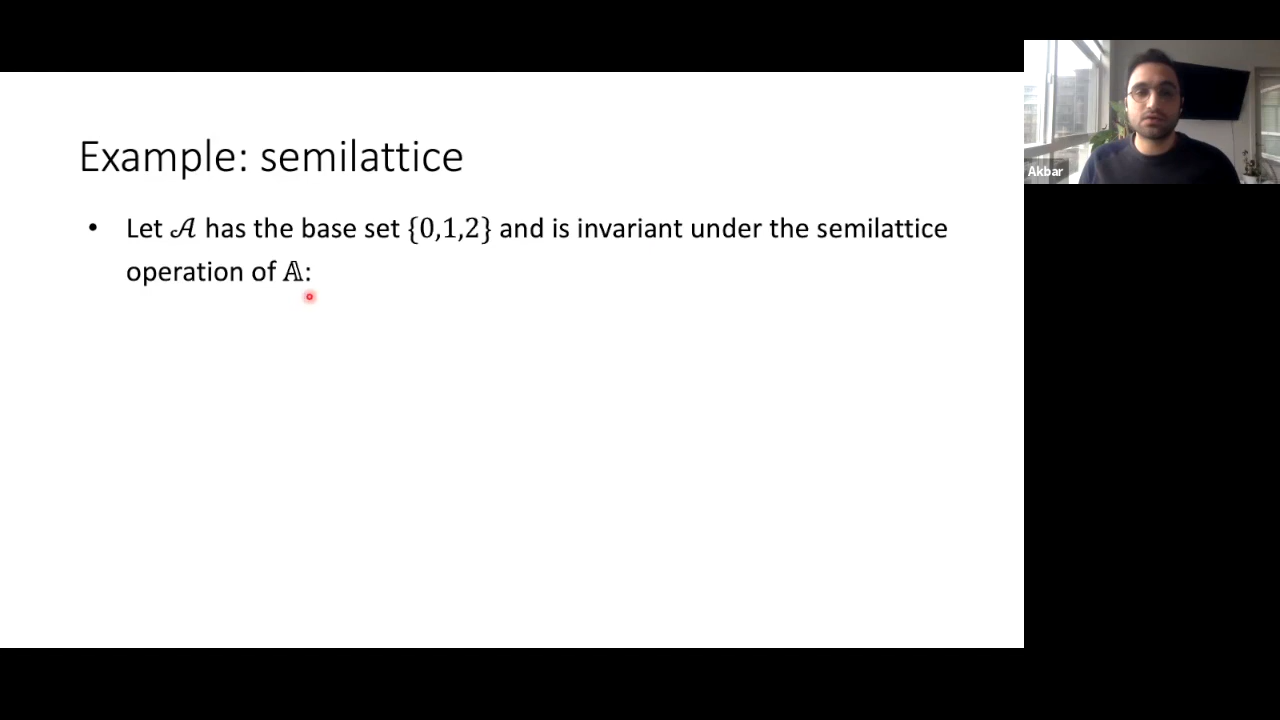 Example: semilattice
• Let 𝒜 has the base set {0,1,2} and is invariant under the semilattice
operation of 𝔸:
Akbar